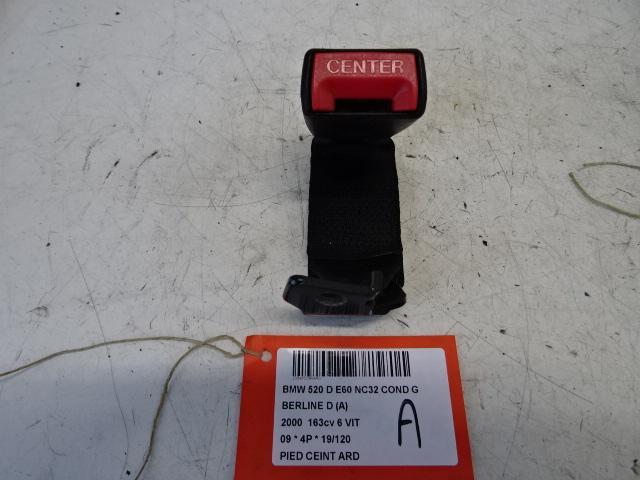 CENTER
BMW 520 D E60 NC32 COND G
BERLINE D (A)
2000 163cv 6 VIT
09 * 4P * 19/120
PIED CEINT ARD
A